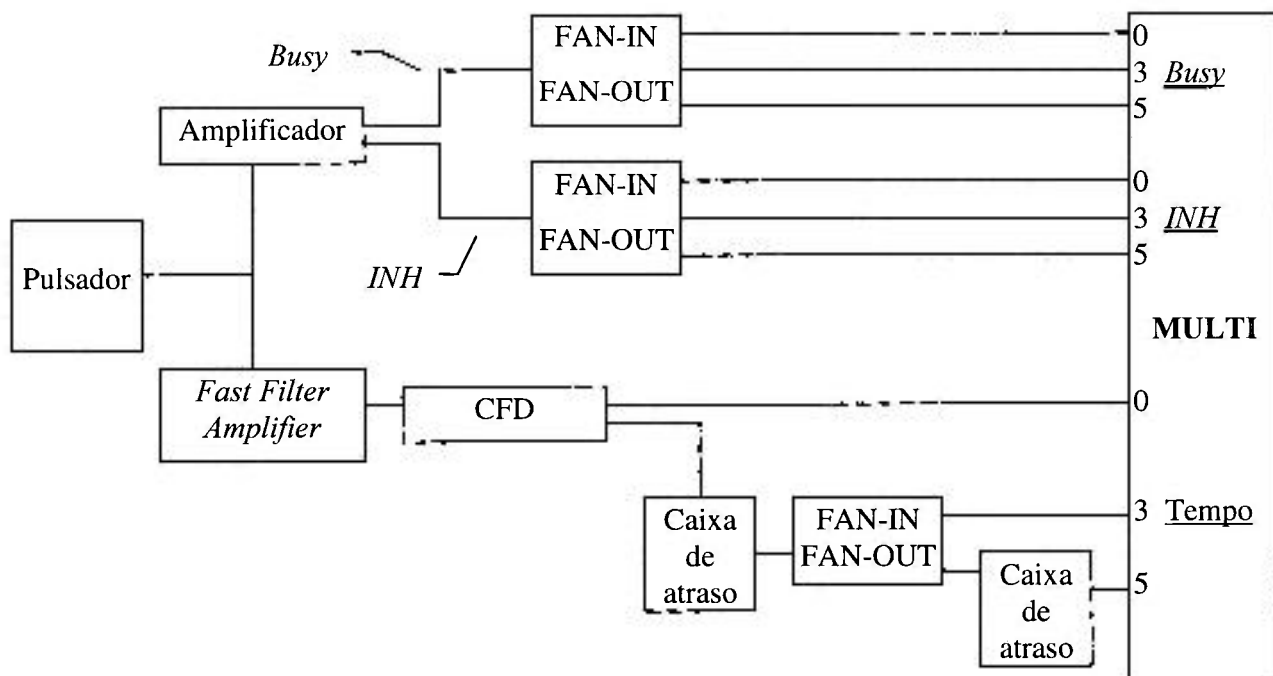 FAN-IN
FAN-OUT
Busy
0
3
5
Busy
Amplificador
FAN-IN
FAN-OUT
INH
0
3
5
INH
Pulsador
MULTI
Fast Filter
Amplifier
CFD
0
Caixa
de
atraso
FAN-IN
FAN-OUT
3
Tempo
Caixa
de
atraso
5